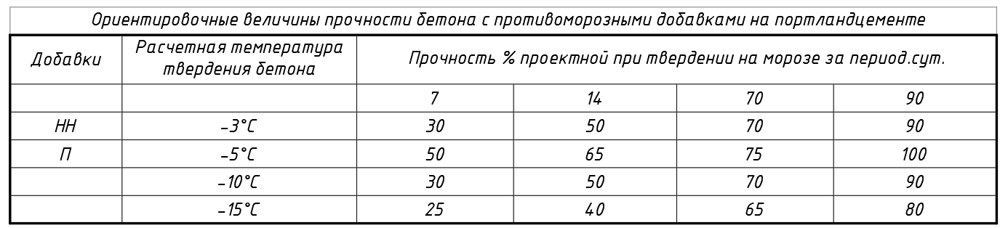 Ориентировочные величины прочности бетона с противоморозными добавками на портландцементе
Добавки Расчетная температура твердения бетона Прочность % проектной при твердении на морозе за период.сут.
7 14 70 90
НН -3°С 30 50 70 90
П -5°С 50 65 75 100
-10°С 30 50 70 90
-15°С 25 40 65 80